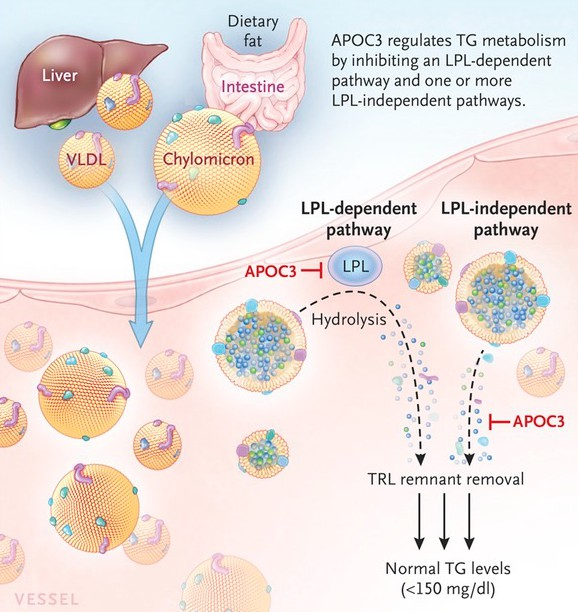 Dietary
fat
APOC3 regulates TG metabolism
by inhibiting an LPL-dependent
pathway and one or more
LPL-independent pathways.
Liver
Intestine
VLDL
Chylomicron
LPL-dependent
pathway
LPL-independent
pathway
APOC3
LPL
Hydrolysis
APOC3
TRL remnant removal
Normal TG levels
(<150 mg/dl)
VESSEL